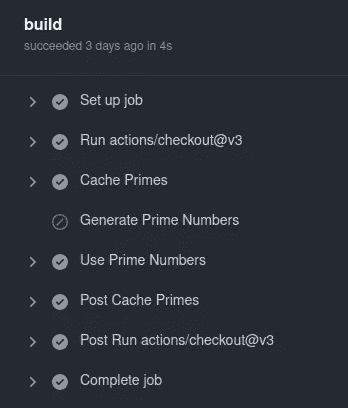 build
succeeded 3 days ago in 4s
Set up job
Run actions/checkout@v3
Cache Primes
Generate Prime Numbers
Use Prime Numbers
Post Cache Primes
Post Run actions/checkout@v3
Complete job